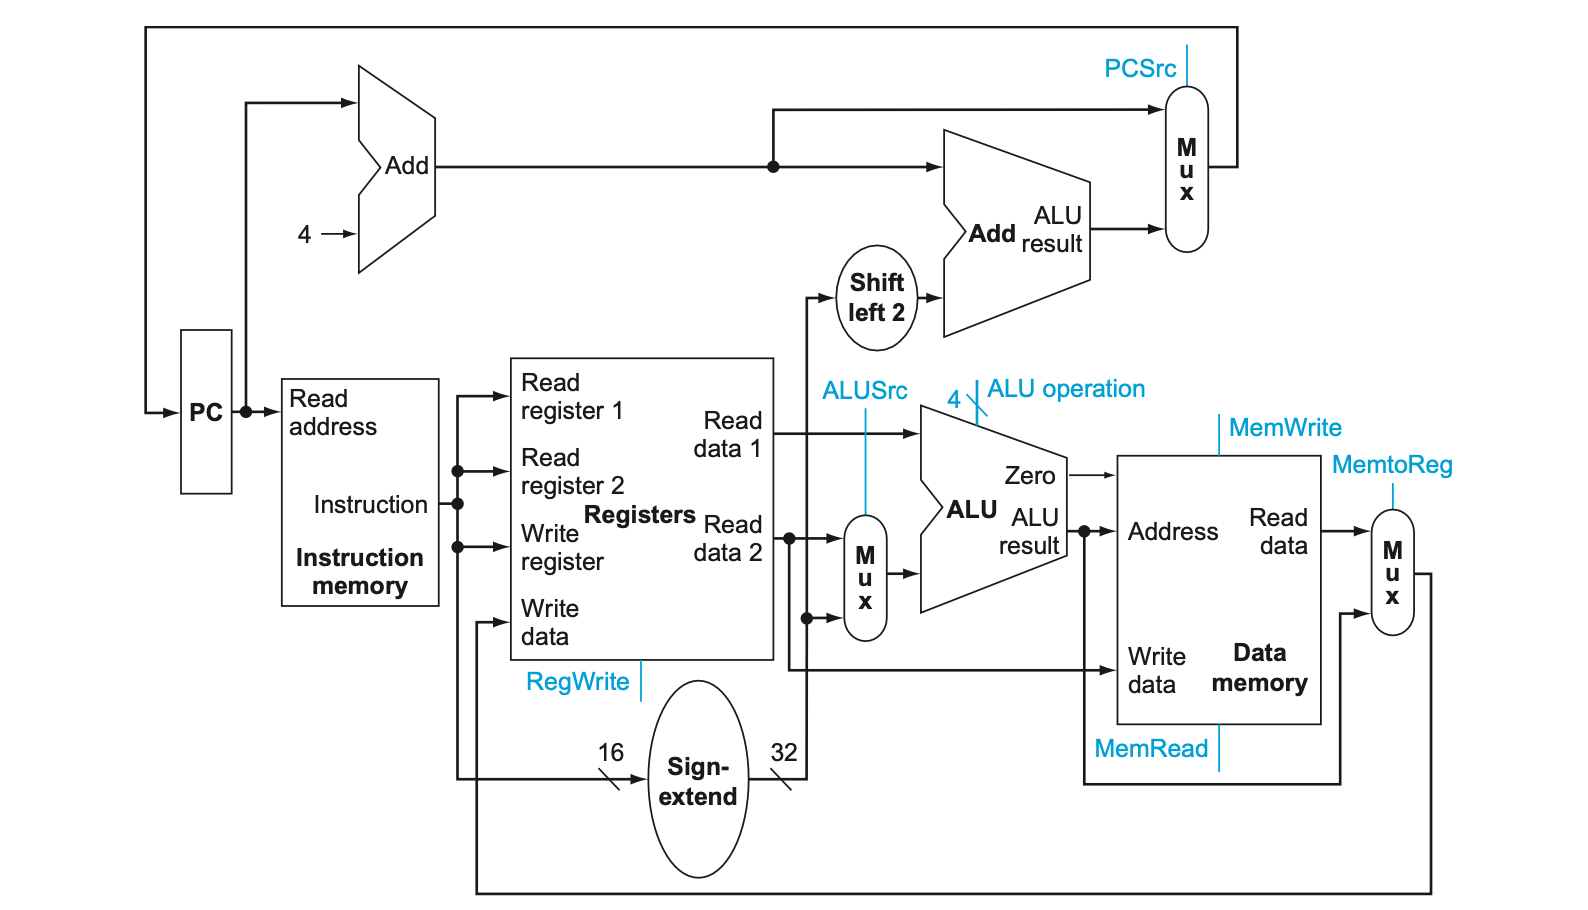 PCSrc
M
u
x
Add
4
Add
ALU
result
Shift
left 2
PC
Read
address
Instruction
Instruction
memory
Read
register 1
Read
register 2
Write
register
Write
data
Registers
Read
data 1
Read
data 2
RegWrite
16
Sign-
extend
32
ALUSrc
M
u
x
4
ALU operation
Zero
ALU
ALU
result
MemWrite
Address
Read
data
Write
data
Data
memory
MemRead
MemtoReg
M
u
x